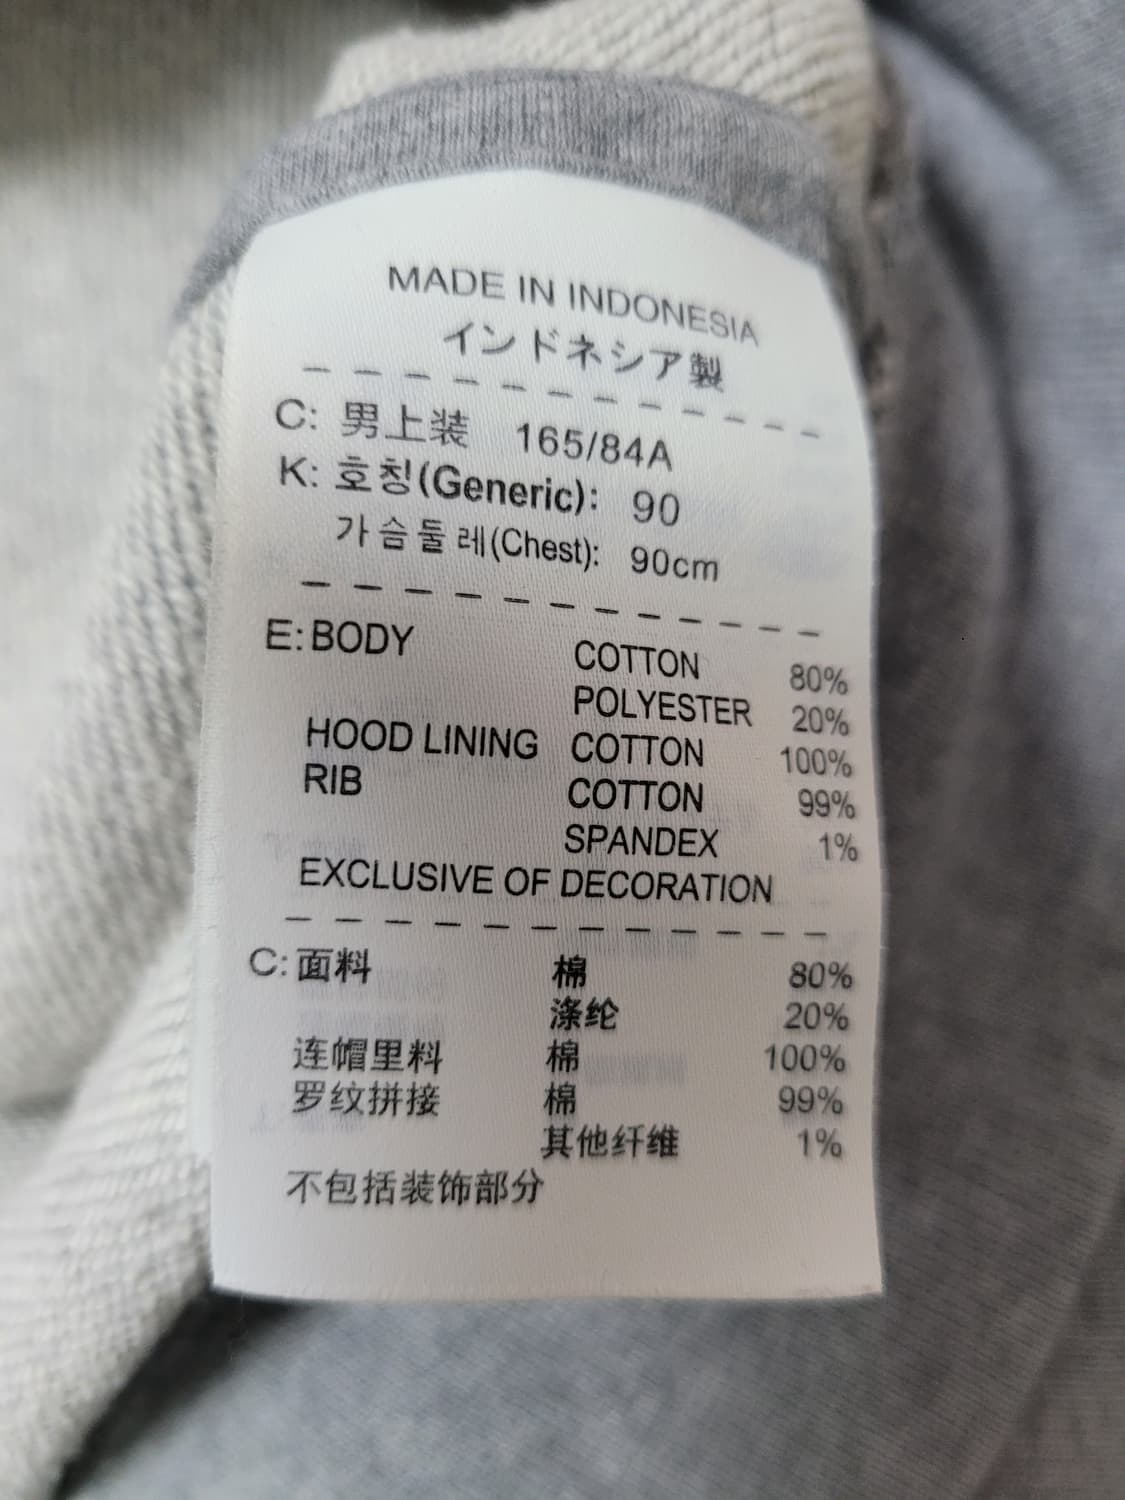 MADE IN INDONESIA
インドネシア製
C: 男上装 165/84A
K: 호칭(Generic): 90
가슴둘레(Chest): 90cm
E: BODY COTTON 80%
POLYESTER 20%
HOOD LINING COTTON 100%
RIB COTTON 99%
SPANDEX 1%
EXCLUSIVE OF DECORATION
C: 面料 棉 80%
涤纶 20%
连帽里料 棉 100%
罗纹拼接 棉 99%
其他纤维 1%
不包括装饰部分